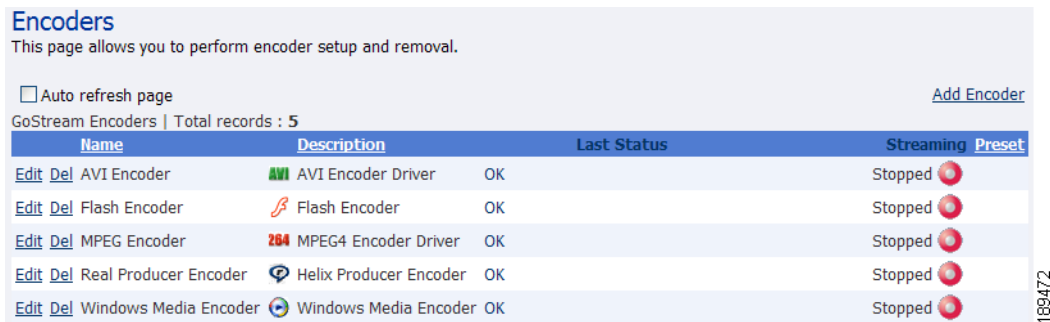 Encoders
This page allows you to perform encoder setup and removal.
Auto refresh page Add Encoder
GoStream Encoders | Total records : 5
Name Description Last Status Streaming Preset
Edit Del AVI Encoder AVI AVI Encoder Driver OK Stopped
Edit Del Flash Encoder Flash Encoder OK Stopped
Edit Del MPEG Encoder 264 MPEG4 Encoder Driver OK Stopped
Edit Del Real Producer Encoder Helix Producer Encoder OK Stopped
Edit Del Windows Media Encoder Windows Media Encoder OK Stopped
189472